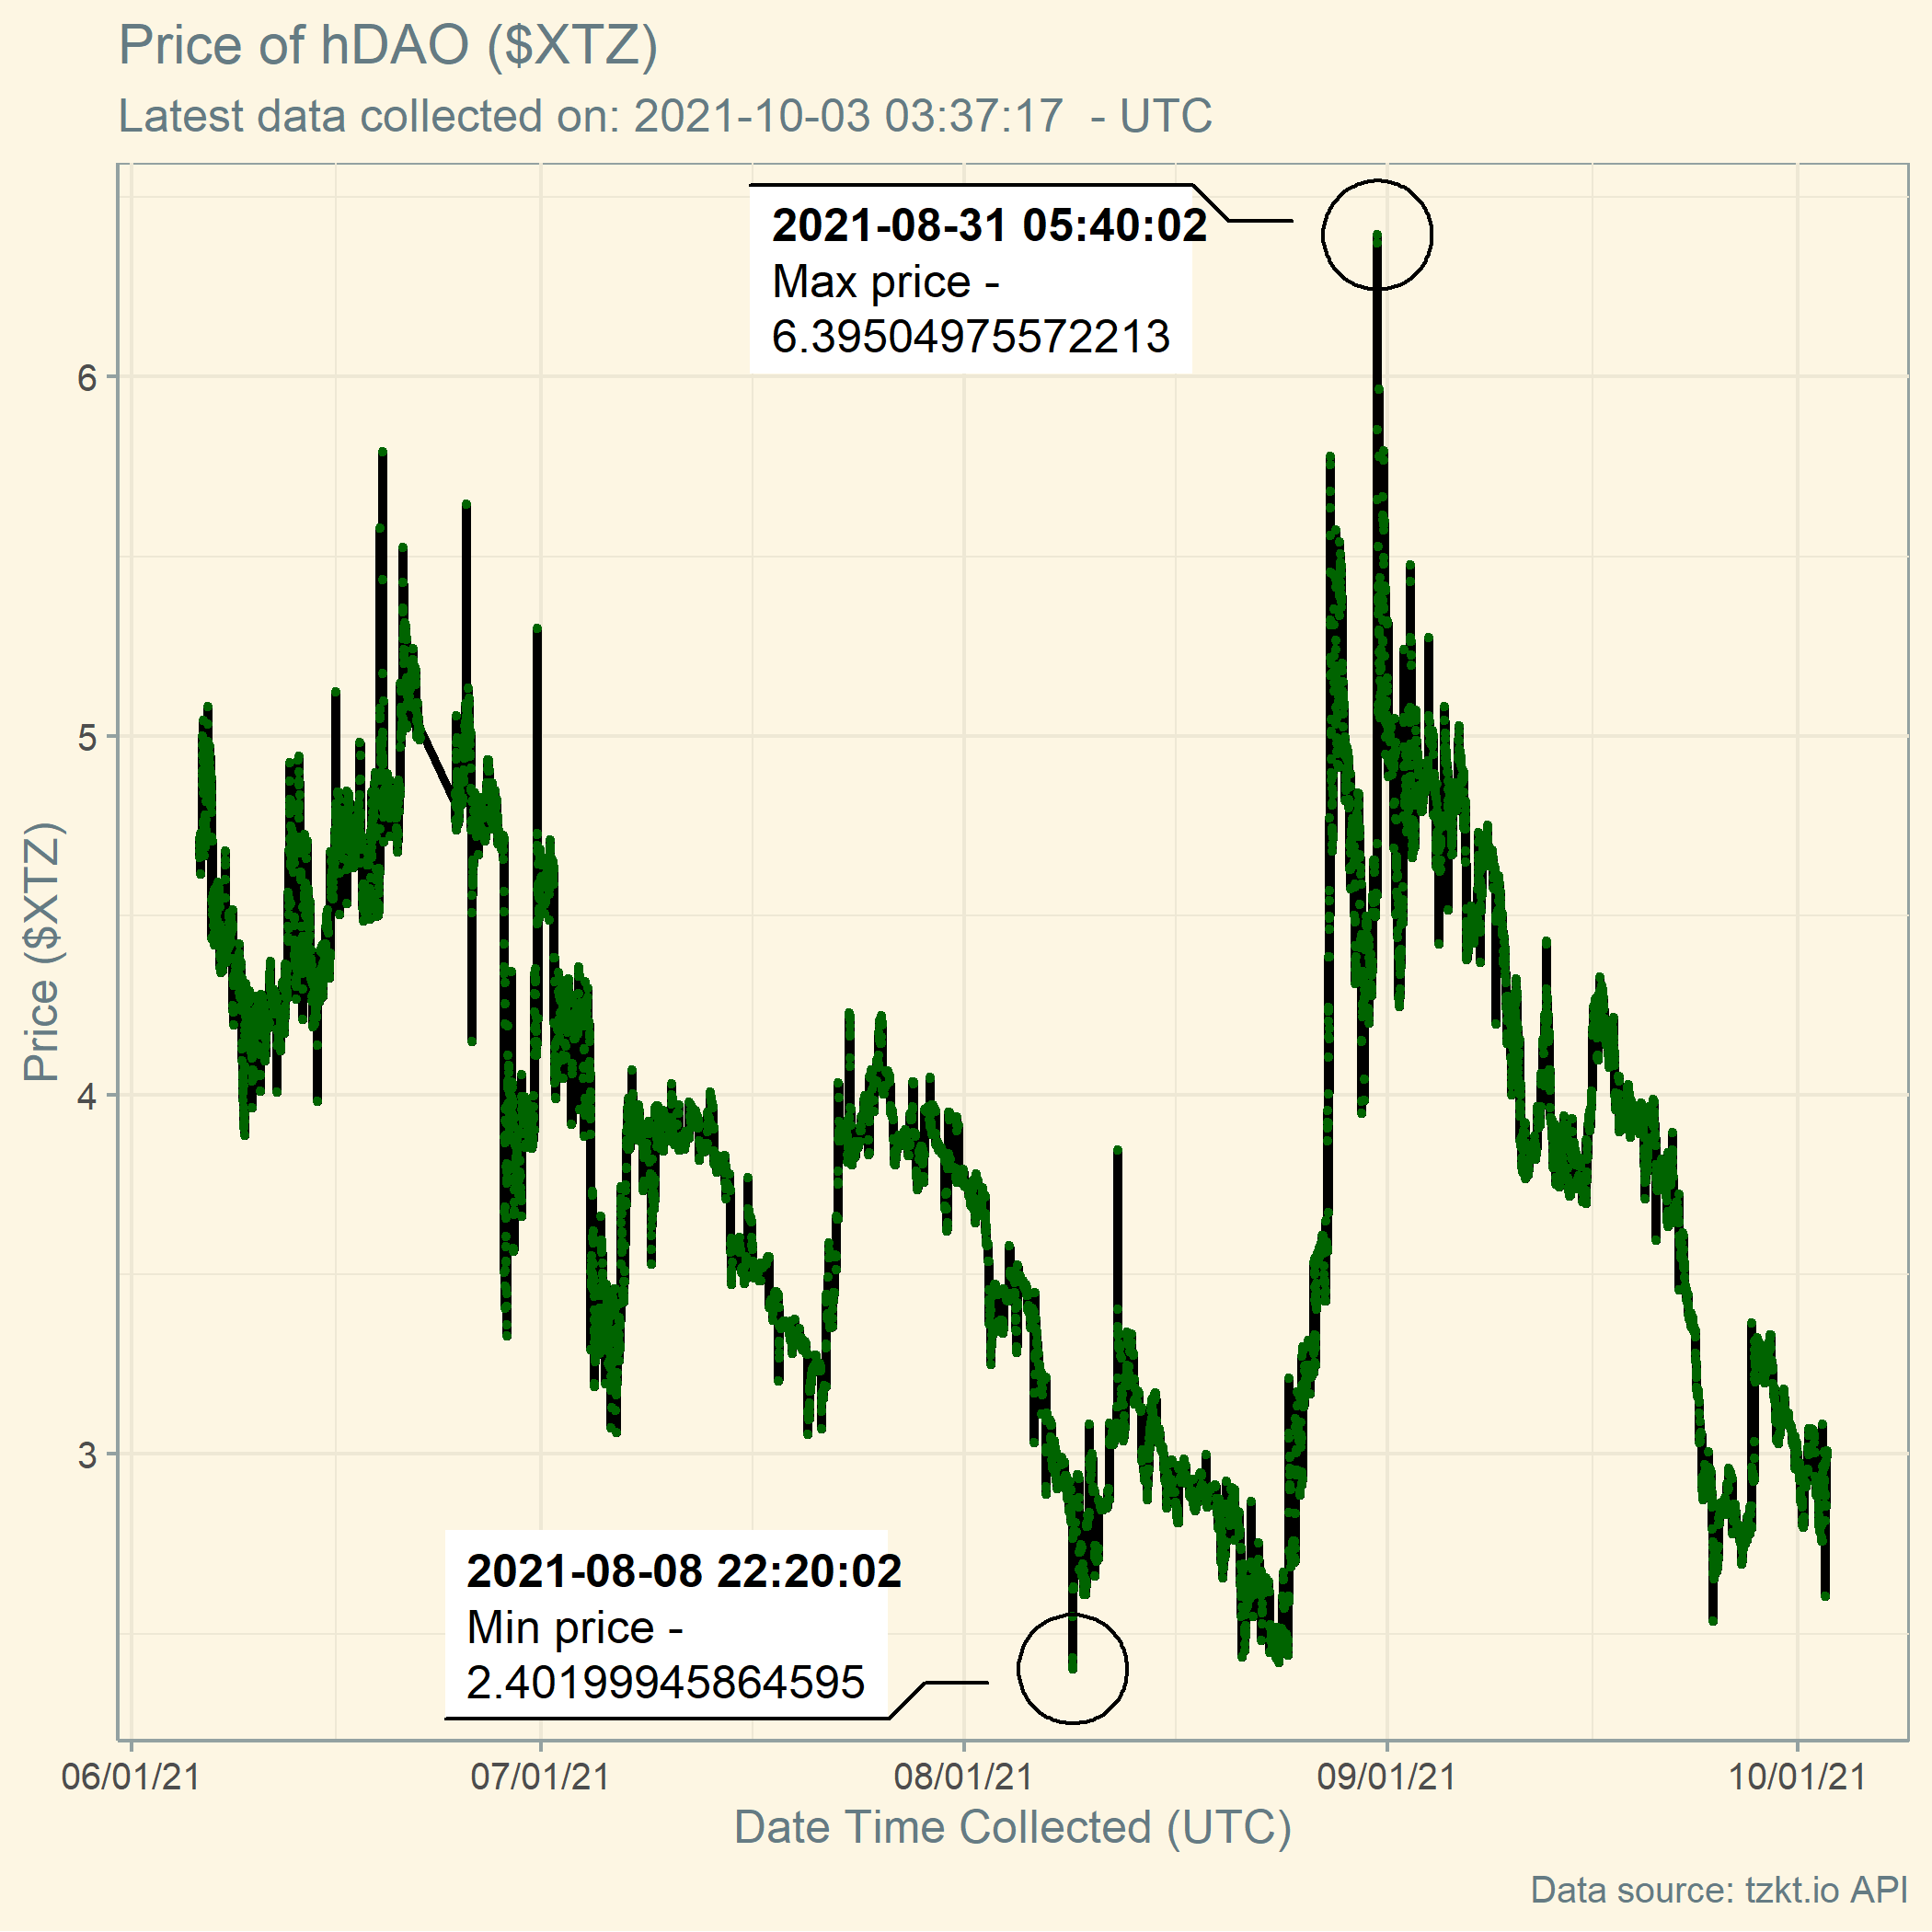 Price of hDAO ($XTZ)
Latest data collected on: 2021-10-03 03:37:17  - UTC
2021-08-31 05:40:02
Max price -
6.39504975572213
6
5
4
3
Price ($XTZ)
2021-08-08 22:20:02
Min price -
2.40199945864595
06/01/21
07/01/21
08/01/21
09/01/21
10/01/21
Date Time Collected (UTC)
Data source: tzkt.io API